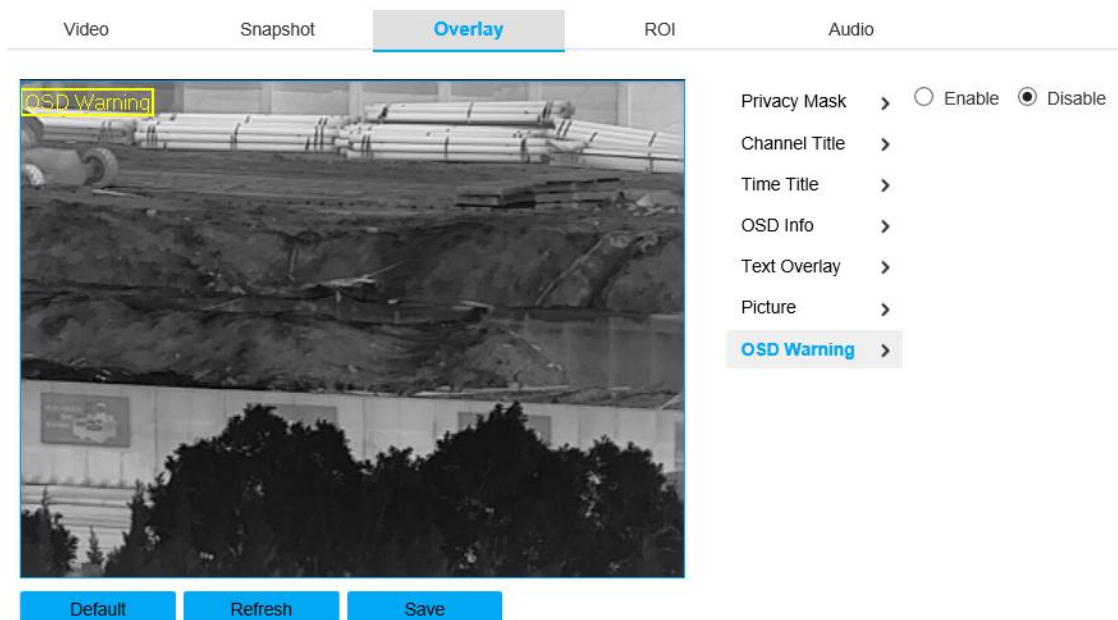 Video Snapshot Overlay ROI Audio
OSD Warning
Privacy Mask Enable Disable
Channel Title
Time Title
OSD Info
Text Overlay
Picture
OSD Warning
Default Refresh Save